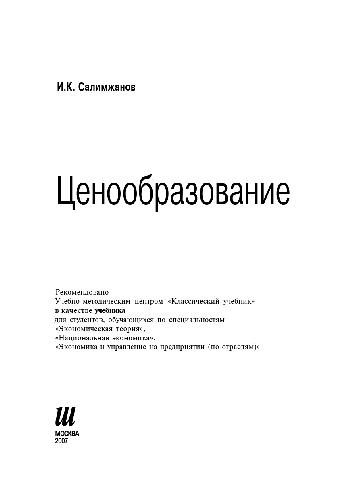 И.К. Салимжанов
Ценообразование
Рекомендовано
Учебно-методическим центром «Классический учебник»
в качестве учебника
для студентов, обучающихся по специальностям
«Экономическая теория»,
«Национальная экономика»,
«Экономика и управление на предприятии (по отраслям)»
Ш
МОСКВА
2007